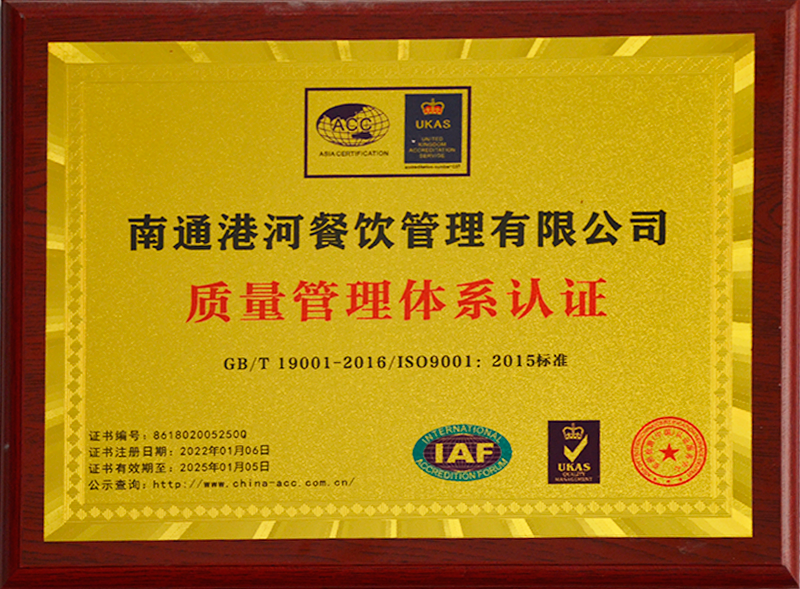 ACC
ASIA CERTIFICATION
UKAS
UNITED
KINGDOM
ACCREDITATION
SERVICE
南通港河餐饮管理有限公司
质量管理体系认证
GB/T 19001-2016/ISO9001: 2015标准
证书编号: 861802005250Q
证书注册日期: 2022年01月06日
证书有效期至: 2025年01月05日
公示查询: http://www.china-acc.com.cn/
INTERNATIONAL
IAF
ACCREDITATION FORUM
UKAS
QUALITY
MANAGEMENT